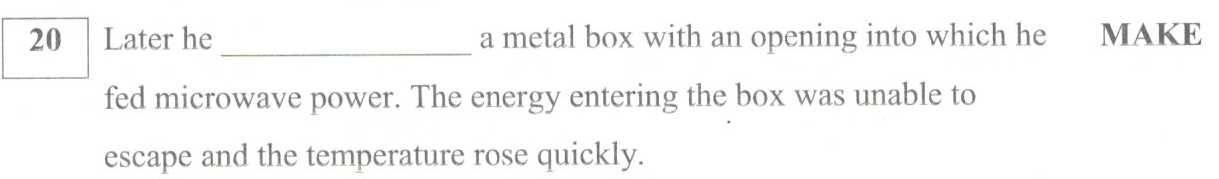 20 Later he ____________ a metal box with an opening into which he MAKE
fed microwave power. The energy entering the box was unable to
escape and the temperature rose quickly.